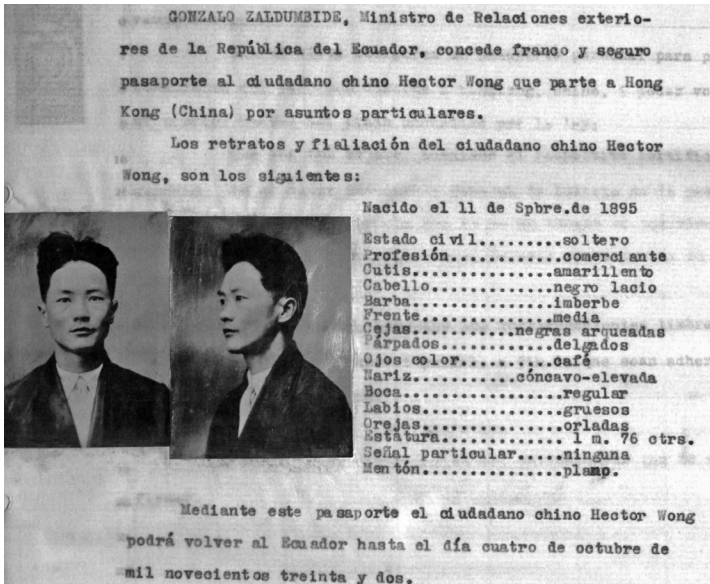 GONZALO ZALDUMBIDE, Ministro de Relaciones exterio-
res de la República del Ecuador, concede franco y seguro
pasaporte al ciudadano chino Hector Wong que parte a Hong
Kong (China) por asuntos particulares.
Los retratos y fialiación del ciudadano chino Hector
Wong, son los siguientes:
Nacido el 11 de Spbre.de 1895
Estado civil.........soltero
Profesión............comerciante
Cutis...............amarillento
Cabello.............negro lacio
Barba...............imberbe
Frente..............media
Cejas...........negras arqueadas
Párpados............delgados
Ojos color..........café
Nariz...........cóncavo-elevada
Boca................regular
Labios..............gruesos
Orejas..............orladas
Estatura............. 1 m. 76 ctrs.
Señal particular.....ninguna
Mentón..............plano.
Mediante este pasaporte el ciudadano chino Hector Wong
podrá volver al Ecuador hasta el día cuatro de octubre de
mil novecientos treinta y dos.